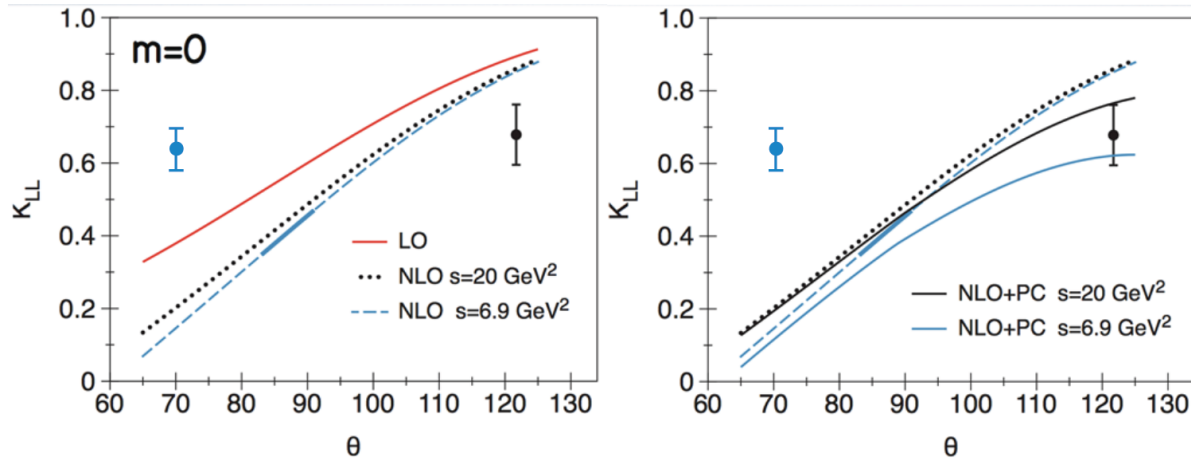 m=0
1.0
0.8
0.6
0.4
0.2
0
K_LL
60 70 80 90 100 110 120 130
θ
LO
NLO s=20 GeV²
NLO s=6.9 GeV²
1.0
0.8
0.6
0.4
0.2
0
K_LL
60 70 80 90 100 110 120 130
θ
NLO+PC s=20 GeV²
NLO+PC s=6.9 GeV²